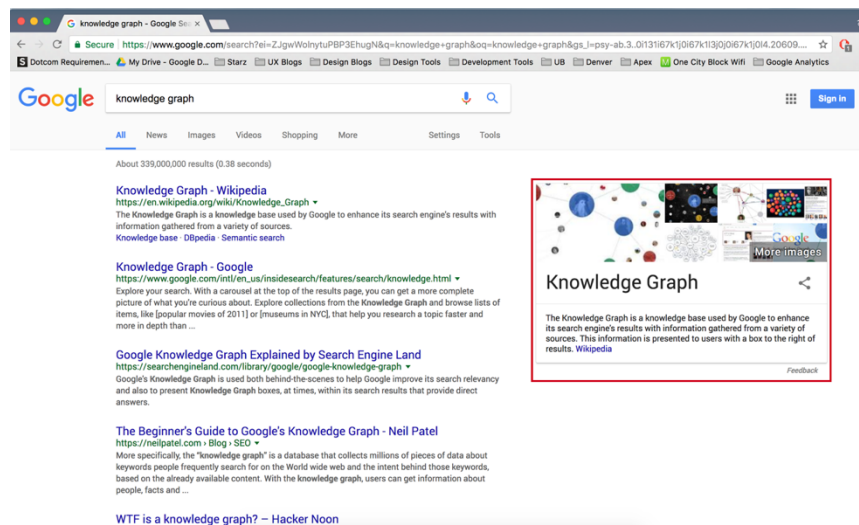 knowledge graph - Google Sea
Secure https://www.google.com/search?ei=ZJgwWoInytuPBP3EhugN&q=knowledge+graph&oq=knowledge+graph&gs_l=psy-ab.3..0i131i67k1j0i67k1l3j0j0i67k1j0l4.20609....
Dotcom Requiremen... My Drive - Google D... Starz UX Blogs Design Blogs Design Tools Development Tools UB Denver Apex One City Block Wifi Google Analytics
Google
knowledge graph
Sign in
All News Images Videos Shopping More Settings Tools
About 339,000,000 results (0.38 seconds)
Knowledge Graph - Wikipedia
https://en.wikipedia.org/wiki/Knowledge_Graph
The Knowledge Graph is a knowledge base used by Google to enhance its search engine's results with
information gathered from a variety of sources.
Knowledge base · DBpedia · Semantic search
Knowledge Graph - Google
https://www.google.com/intl/en_us/insidesearch/features/search/knowledge.html
Explore your search. With a carousel at the top of the results page, you can get a more complete
picture of what you're curious about. Explore collections from the Knowledge Graph and browse lists of
items, like [popular movies of 2011] or [museums in NYC], that help you research a topic faster and
more in depth than ...
Google Knowledge Graph Explained by Search Engine Land
https://searchengineland.com/library/google/google-knowledge-graph
Google's Knowledge Graph is used both behind-the-scenes to help Google improve its search relevancy
and also to present Knowledge Graph boxes, at times, within its search results that provide direct
answers.
The Beginner's Guide to Google's Knowledge Graph - Neil Patel
https://neilpatel.com › Blog › SEO
More specifically, the "knowledge graph" is a database that collects millions of pieces of data about
keywords people frequently search for on the World wide web and the intent behind those keywords,
based on the already available content. With the knowledge graph, users can get information about
people, facts and ...
WTF is a knowledge graph? – Hacker Noon
Google
More images
Knowledge Graph
The Knowledge Graph is a knowledge base used by Google to enhance
its search engine's results with information gathered from a variety of
sources. This information is presented to users with a box to the right of
results. Wikipedia
Feedback